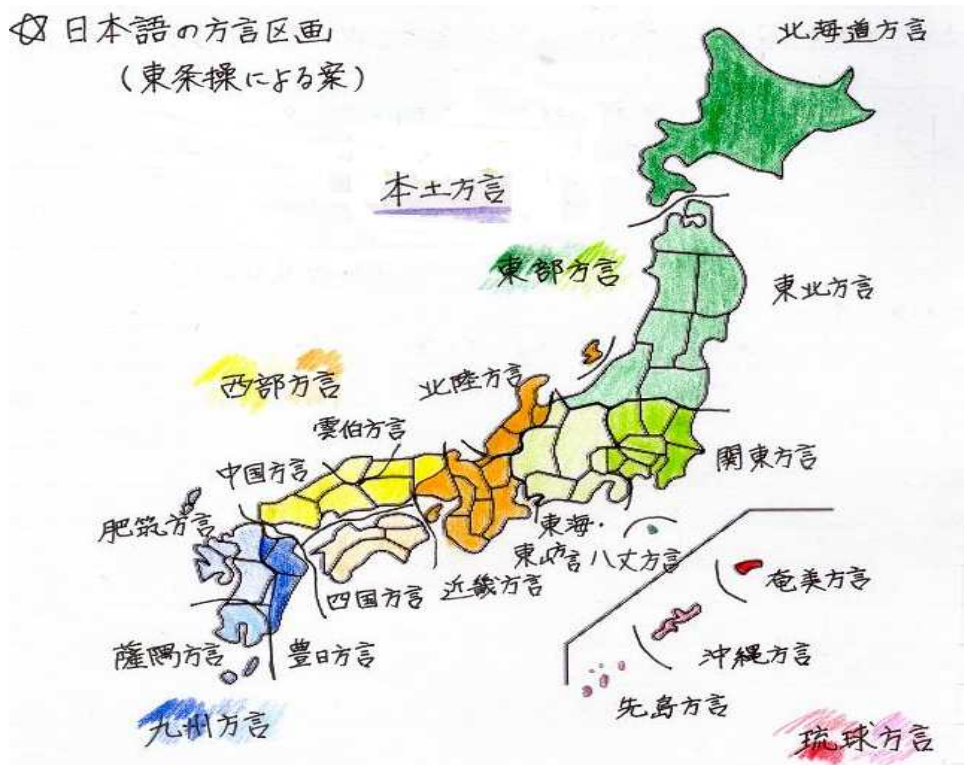 ☆ 日本語の方言区画
(東条操による案)
北海道方言
本土方言
東部方言
東北方言
西部方言
北陸方言
雲伯方言
中国方言
関東方言
肥筑方言
東海・
東山方言
八丈方言
四国方言
近畿方言
奄美方言
薩隅方言
豊日方言
沖縄方言
先島方言
九州方言
琉球方言